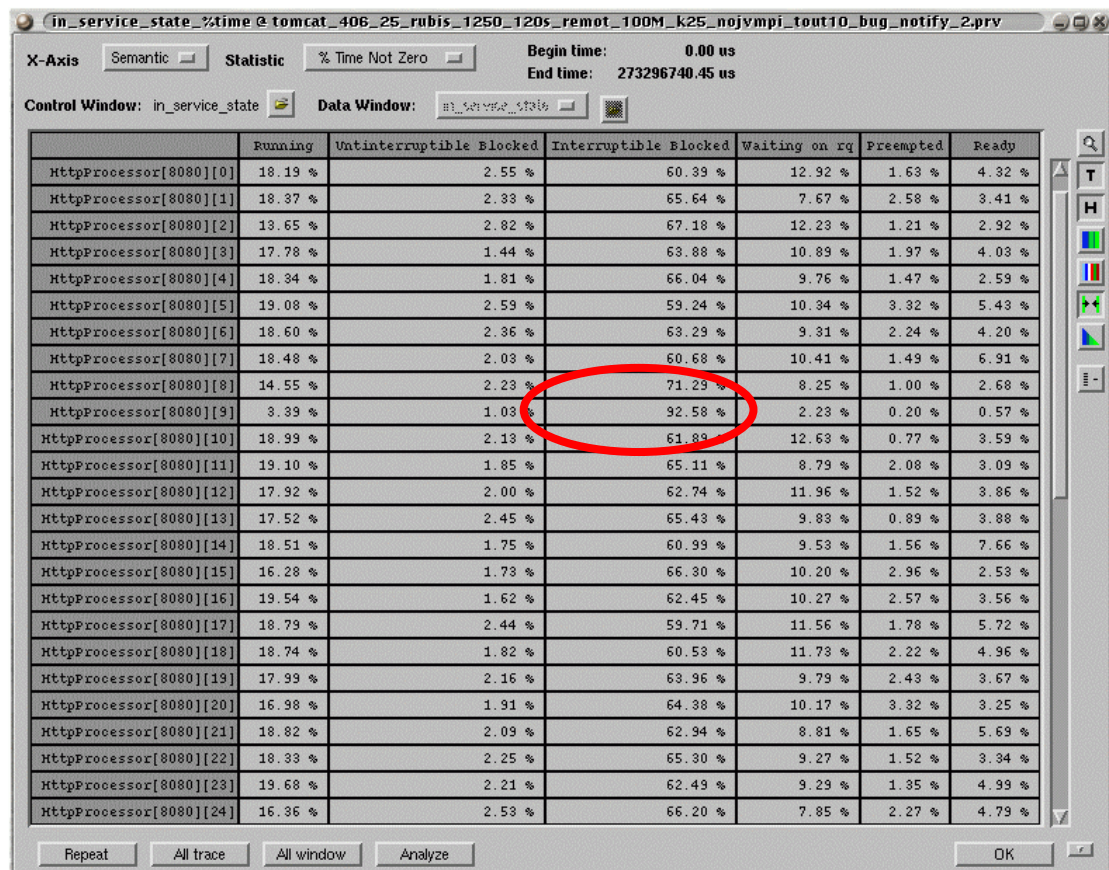 in_service_state_%time @ tomcat_406_25_rubis_1250_120s_remot_100M_k25_nojvmpi_tout10_bug_notify_2.prv
X-Axis Semantic Statistic % Time Not Zero Begin time: 0.00 us
End time: 273296740.45 us
Control Window: in_service_state Data Window: in_service_state
Running Untinterruptible Blocked Interruptible Blocked Waiting on rq Preempted Ready
HttpProcessor[8080][0] 18.19 % 2.55 % 60.39 % 12.92 % 1.63 % 4.32 %
HttpProcessor[8080][1] 18.37 % 2.33 % 65.64 % 7.67 % 2.58 % 3.41 %
HttpProcessor[8080][2] 13.65 % 2.82 % 67.18 % 12.23 % 1.21 % 2.92 %
HttpProcessor[8080][3] 17.78 % 1.44 % 63.88 % 10.89 % 1.97 % 4.03 %
HttpProcessor[8080][4] 18.34 % 1.81 % 66.04 % 9.76 % 1.47 % 2.59 %
HttpProcessor[8080][5] 19.08 % 2.59 % 59.24 % 10.34 % 3.32 % 5.43 %
HttpProcessor[8080][6] 18.60 % 2.36 % 63.29 % 9.31 % 2.24 % 4.20 %
HttpProcessor[8080][7] 18.48 % 2.03 % 60.68 % 10.41 % 1.49 % 6.91 %
HttpProcessor[8080][8] 14.55 % 2.23 % 71.29 % 8.25 % 1.00 % 2.68 %
HttpProcessor[8080][9] 3.39 % 1.03 % 92.58 % 2.23 % 0.20 % 0.57 %
HttpProcessor[8080][10] 18.99 % 2.13 % 61.89 % 12.63 % 0.77 % 3.59 %
HttpProcessor[8080][11] 19.10 % 1.85 % 65.11 % 8.79 % 2.08 % 3.09 %
HttpProcessor[8080][12] 17.92 % 2.00 % 62.74 % 11.96 % 1.52 % 3.86 %
HttpProcessor[8080][13] 17.52 % 2.45 % 65.43 % 9.83 % 0.89 % 3.88 %
HttpProcessor[8080][14] 18.51 % 1.75 % 60.99 % 9.53 % 1.56 % 7.66 %
HttpProcessor[8080][15] 16.28 % 1.73 % 66.30 % 10.20 % 2.96 % 2.53 %
HttpProcessor[8080][16] 19.54 % 1.62 % 62.45 % 10.27 % 2.57 % 3.56 %
HttpProcessor[8080][17] 18.79 % 2.44 % 59.71 % 11.56 % 1.78 % 5.72 %
HttpProcessor[8080][18] 18.74 % 1.82 % 60.53 % 11.73 % 2.22 % 4.96 %
HttpProcessor[8080][19] 17.99 % 2.16 % 63.96 % 9.79 % 2.43 % 3.67 %
HttpProcessor[8080][20] 16.98 % 1.91 % 64.38 % 10.17 % 3.32 % 3.25 %
HttpProcessor[8080][21] 18.82 % 2.09 % 62.94 % 8.81 % 1.65 % 5.69 %
HttpProcessor[8080][22] 18.33 % 2.25 % 65.30 % 9.27 % 1.52 % 3.34 %
HttpProcessor[8080][23] 19.68 % 2.21 % 62.49 % 9.29 % 1.35 % 4.99 %
HttpProcessor[8080][24] 16.36 % 2.53 % 66.20 % 7.85 % 2.27 % 4.79 %
T
H
Repeat All trace All window Analyze OK